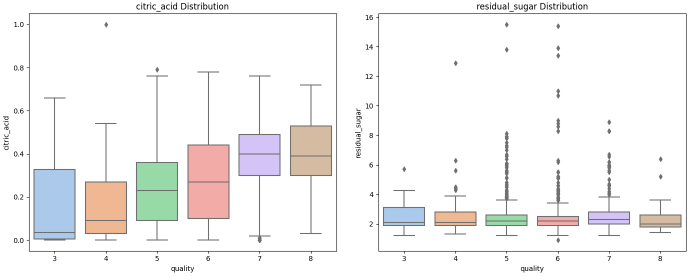 citric_acid Distribution
citric_acid
1.0
0.8
0.6
0.4
0.2
0.0
3 4 5 6 7 8
quality
residual_sugar Distribution
residual_sugar
16
14
12
10
8
6
4
2
3 4 5 6 7 8
quality